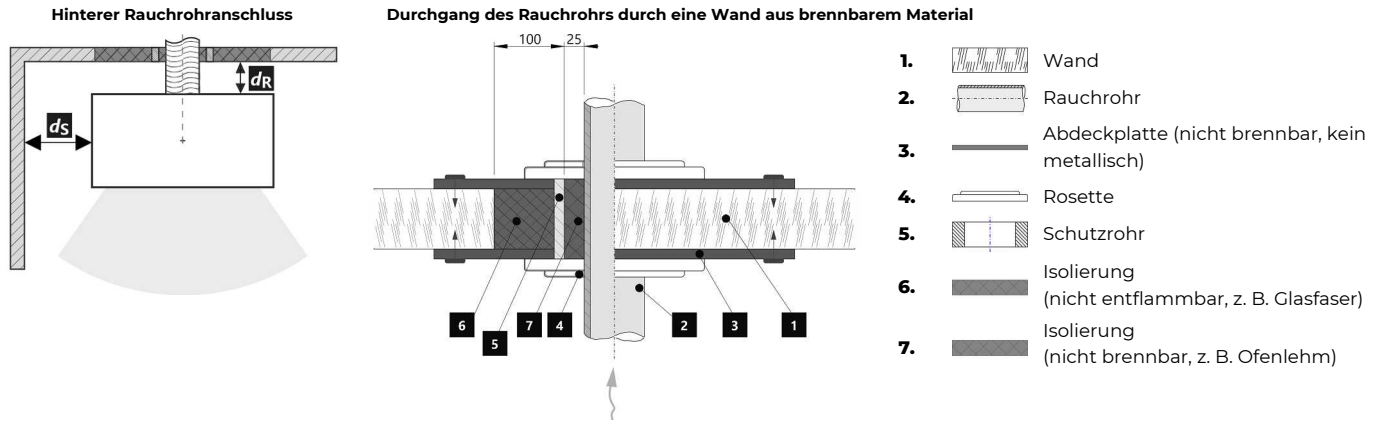 Hinterer Rauchrohranschluss
dR
dS
Durchgang des Rauchrohrs durch eine Wand aus brennbarem Material
100
25
6
5
7
4
2
3
1
1. Wand
2. Rauchrohr
3. Abdeckplatte (nicht brennbar, kein
metallisch)
4. Rosette
5. Schutzrohr
6. Isolierung
(nicht entflammbar, z. B. Glasfaser)
7. Isolierung
(nicht brennbar, z. B. Ofenlehm)